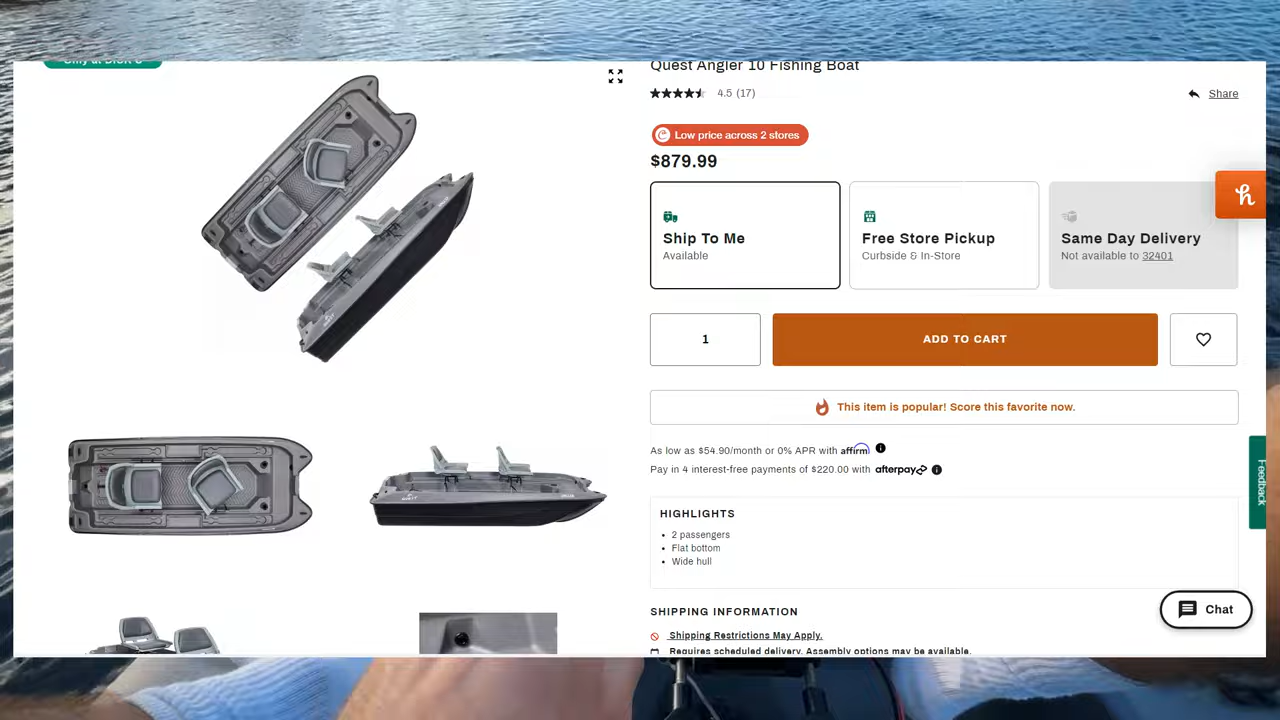 Only at DICK'S
Quest Angler 10 Fishing Boat
4.5 (17)
Share
Low price across 2 stores
$879.99
Ship To Me
Available
Free Store Pickup
Curbside & In-Store
Same Day Delivery
Not available to 32401
1
ADD TO CART
This item is popular! Score this favorite now.
As low as $54.90/month or 0% APR with affirm
Pay in 4 interest-free payments of $220.00 with afterpay
Feedback
HIGHLIGHTS
2 passengers
Flat bottom
Wide hull
SHIPPING INFORMATION
Chat
Shipping Restrictions May Apply.
Requires scheduled delivery. Assembly options may be available.